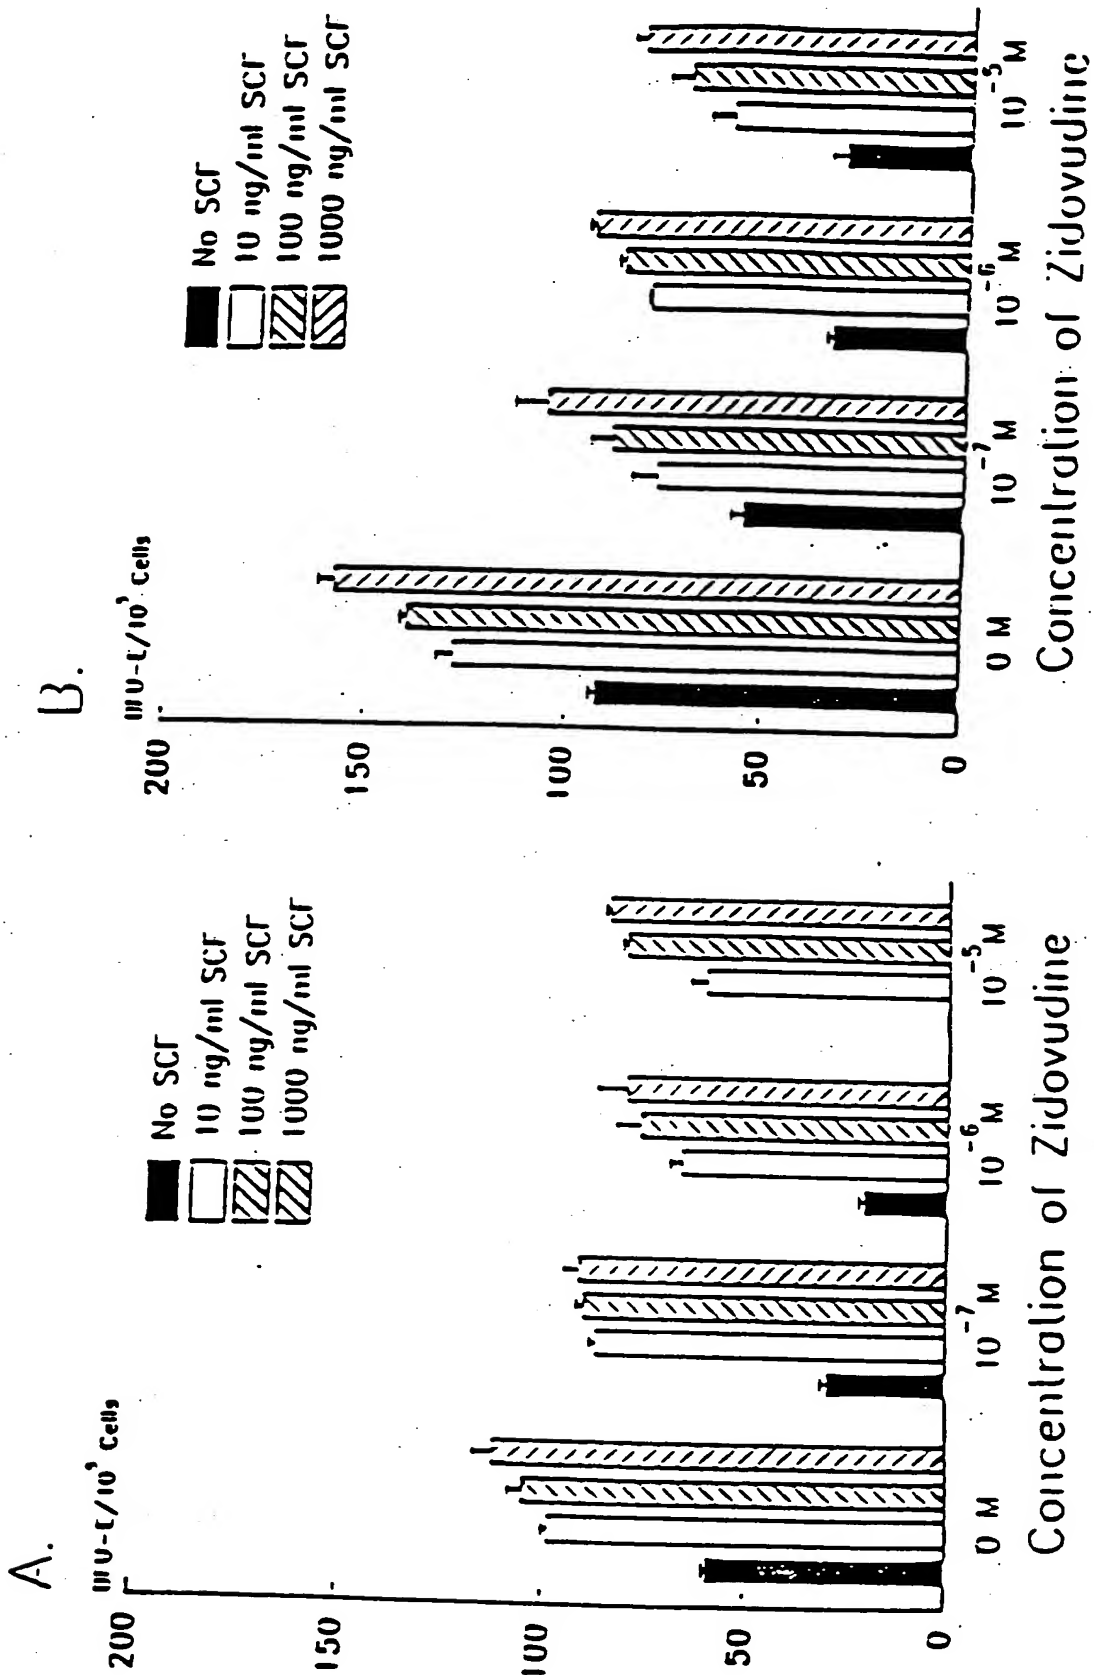 A.
BFU-E/10⁵ Cells
200
150
100
50
0
No SCF
10 ng/ml SCF
100 ng/ml SCF
1000 ng/ml SCF
0 M
10⁻⁷ M
10⁻⁶ M
10⁻⁵ M
Concentration of Zidovudine
B.
BFU-E/10⁵ Cells
200
150
100
50
0
No SCF
10 ng/ml SCF
100 ng/ml SCF
1000 ng/ml SCF
0 M
10⁻⁷ M
10⁻⁶ M
10⁻⁵ M
Concentration of Zidovudine